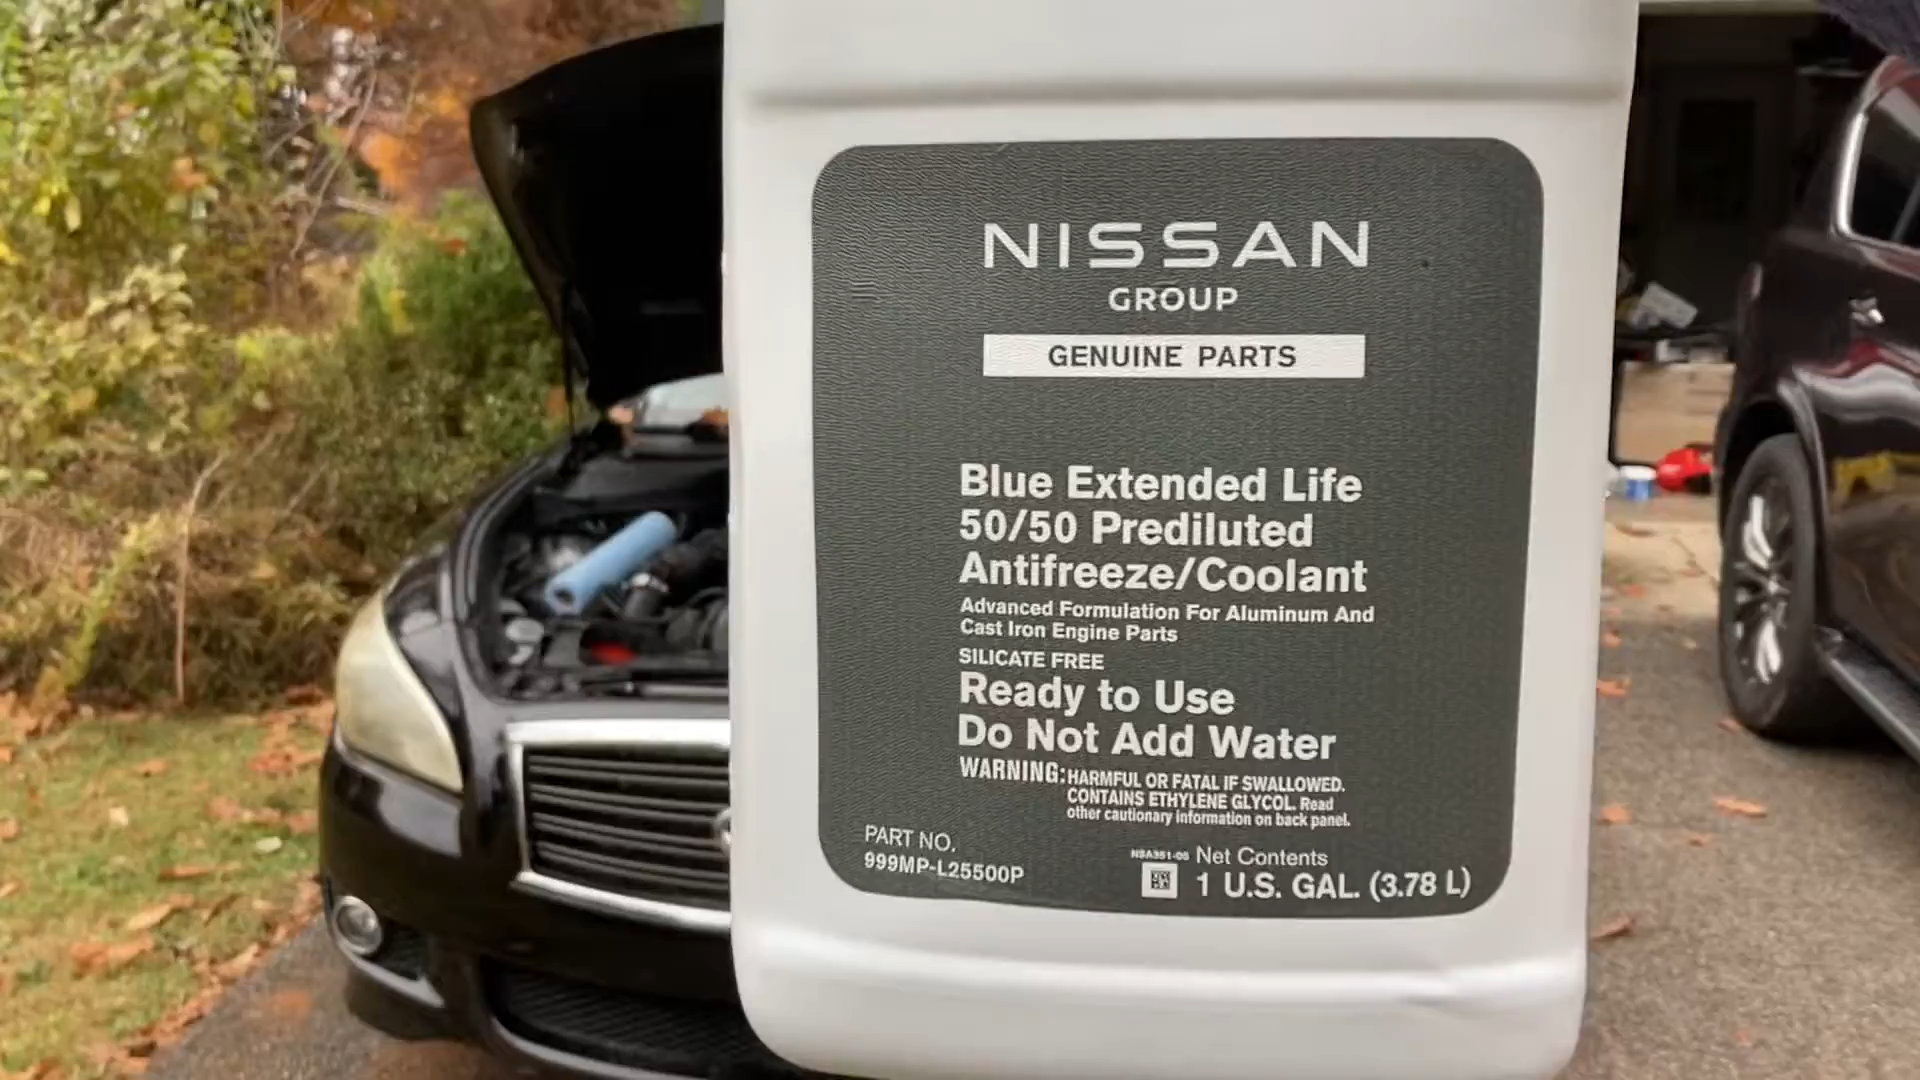 NISSAN
GROUP
GENUINE PARTS
Blue Extended Life
50/50 Prediluted
Antifreeze/Coolant
Advanced Formulation For Aluminum And
Cast Iron Engine Parts
SILICATE FREE
Ready to Use
Do Not Add Water
WARNING: HARMFUL OR FATAL IF SWALLOWED.
CONTAINS ETHYLENE GLYCOL. Read
other cautionary information on back panel.
PART NO.
999MP-L25500P
NSA351-05 Net Contents
1 U.S. GAL. (3.78 L)